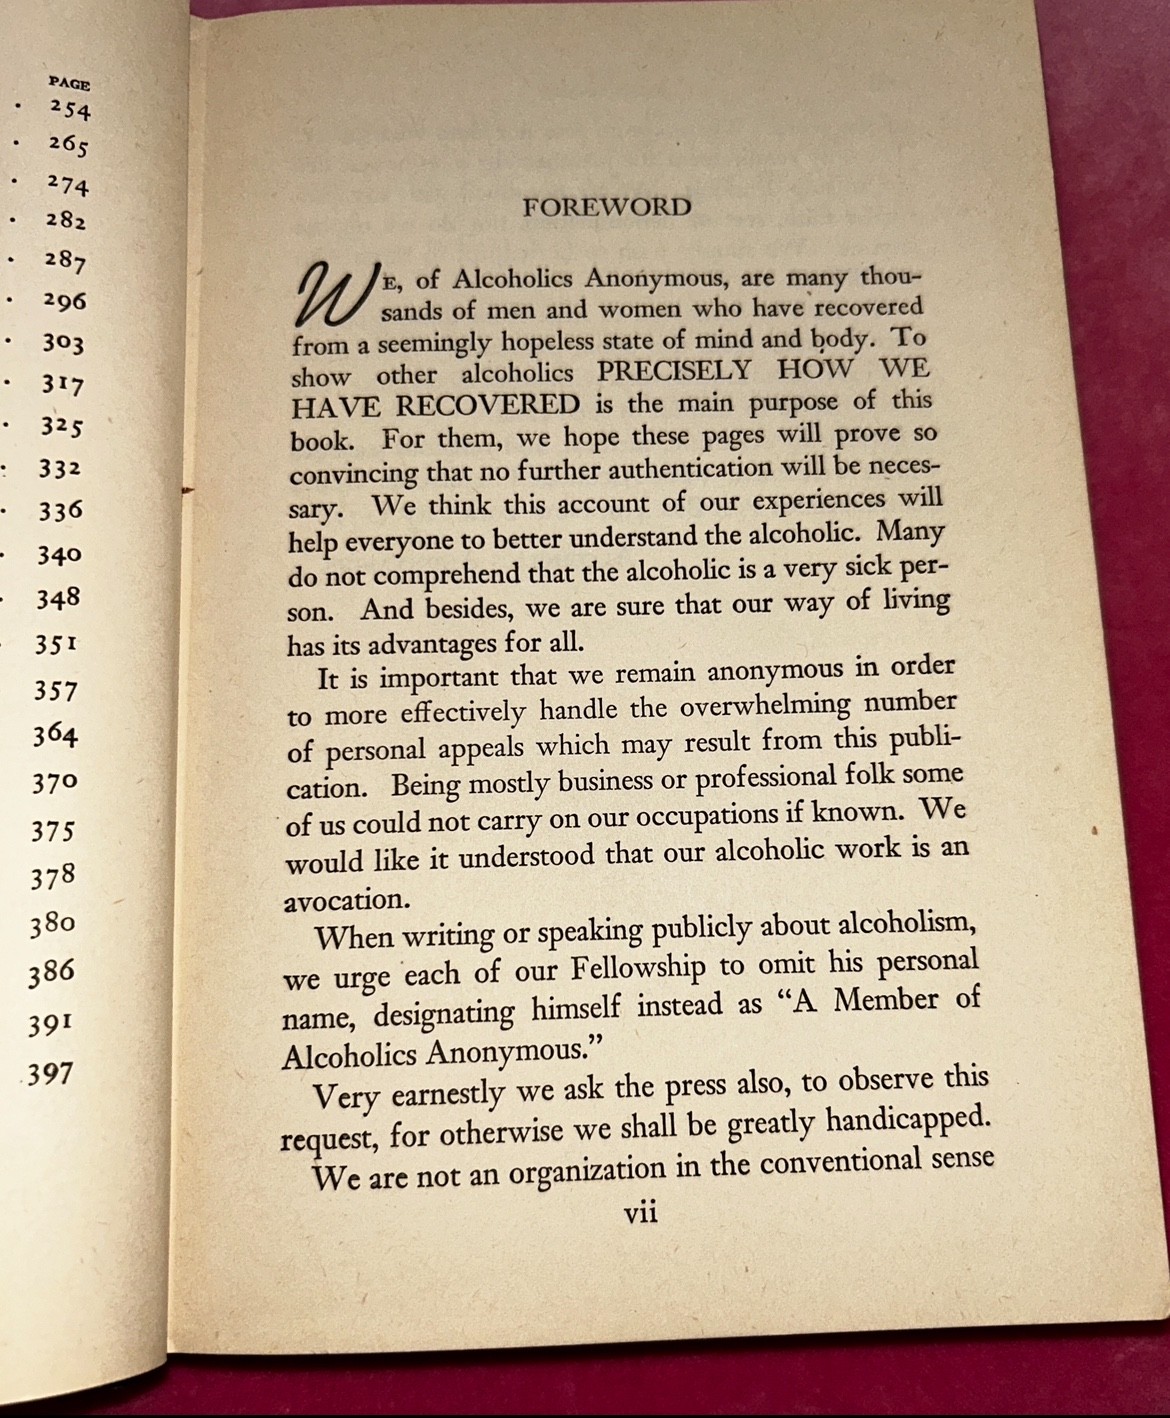 PAGE
. 254
. 265
. 274
. 282
. 287
. 296
. 303
. 317
. 325
: 332
. 336
. 340
. 348
. 351
357
364
370
375
378
380
386
391
.397
FOREWORD
WE, of Alcoholics Anonymous, are many thou-
sands of men and women who have recovered
from a seemingly hopeless state of mind and body. To
show other alcoholics PRECISELY HOW WE
HAVE RECOVERED is the main purpose of this
book. For them, we hope these pages will prove so
convincing that no further authentication will be neces-
sary. We think this account of our experiences will
help everyone to better understand the alcoholic. Many
do not comprehend that the alcoholic is a very sick per-
son. And besides, we are sure that our way of living
has its advantages for all.
It is important that we remain anonymous in order
to more effectively handle the overwhelming number
of personal appeals which may result from this publi-
cation. Being mostly business or professional folk some
of us could not carry on our occupations if known. We
would like it understood that our alcoholic work is an
avocation.
When writing or speaking publicly about alcoholism,
we urge each of our Fellowship to omit his personal
name, designating himself instead as “A Member of
Alcoholics Anonymous.”
Very earnestly we ask the press also, to observe this
request, for otherwise we shall be greatly handicapped.
We are not an organization in the conventional sense
vii